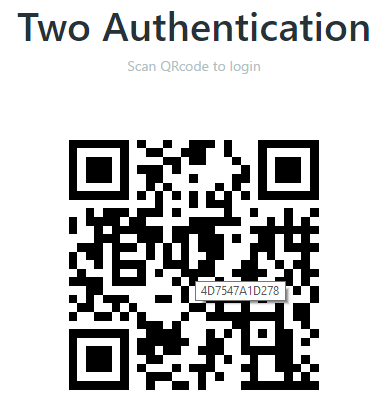 Two Authentication
Scan QRcode to login
4D7547A1D278